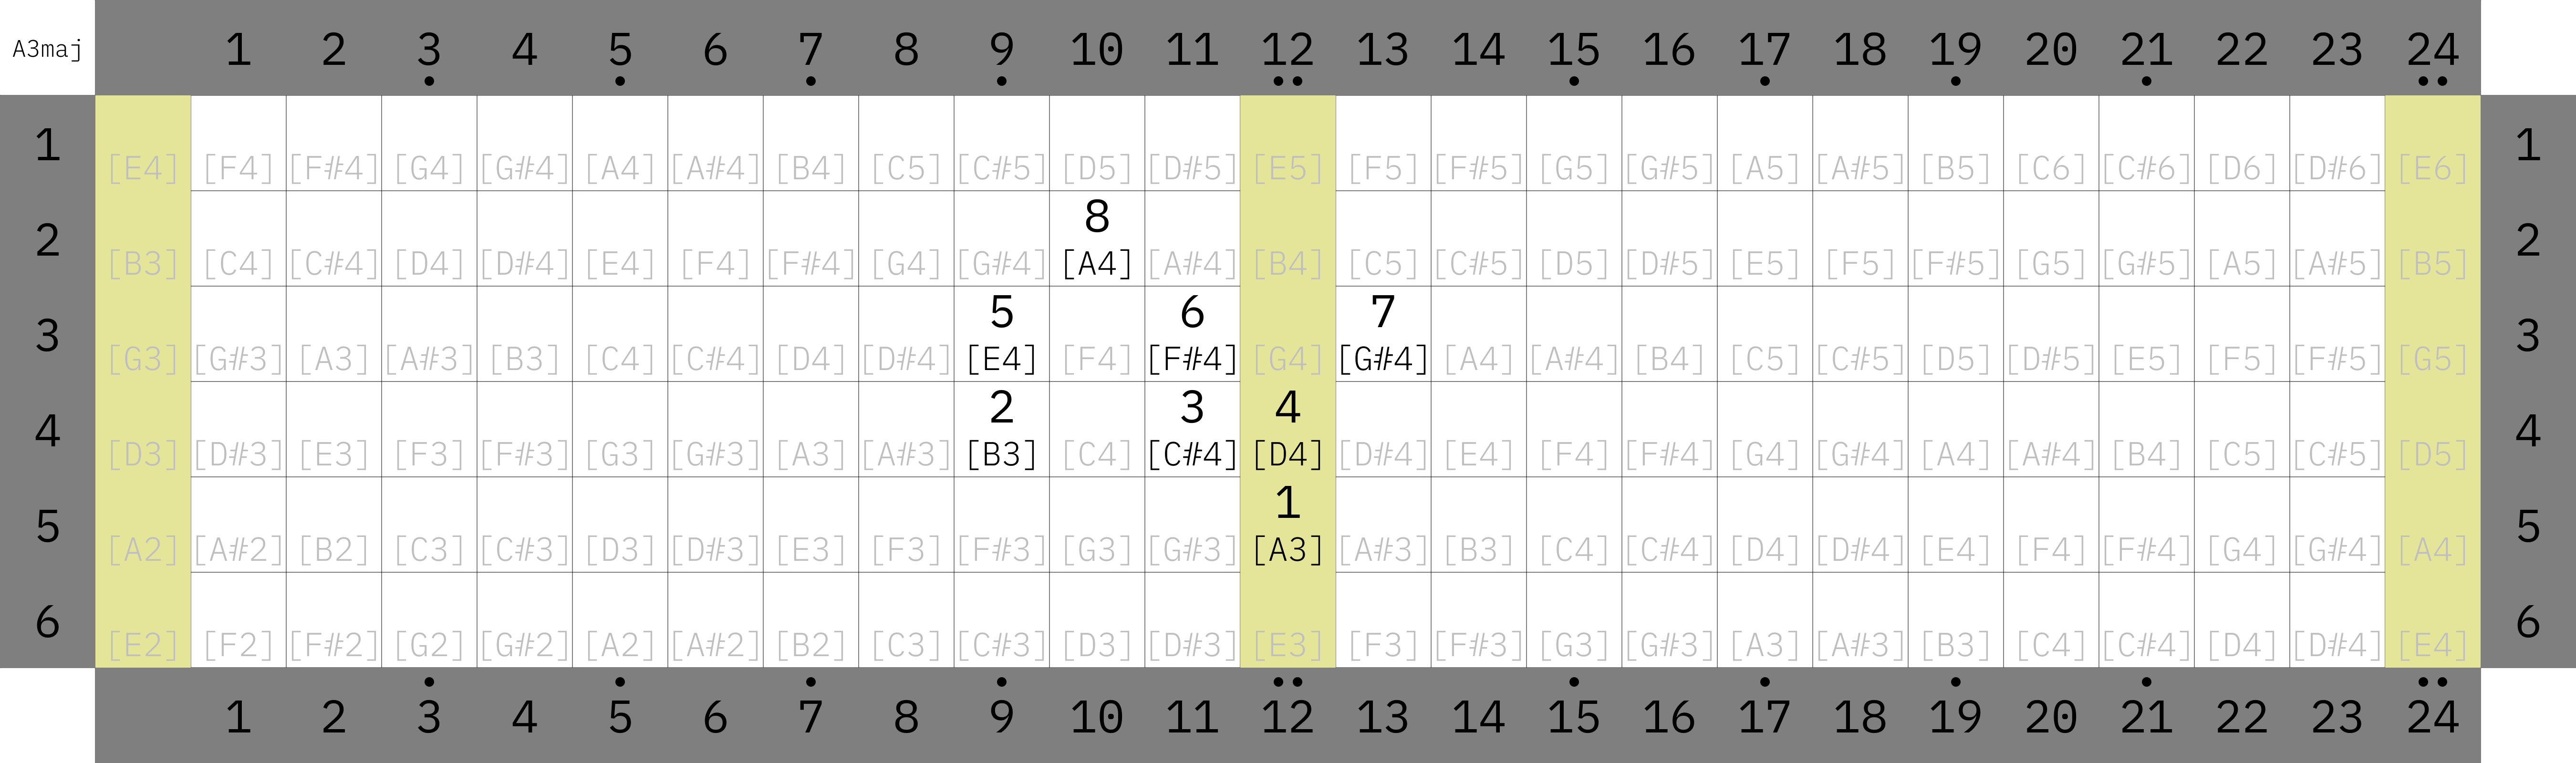 A3maj 1 2 3 4 5 6 7 8 9 10 11 12 13 14 15 16 17 18 19 20 21 22 23 24
1 [E4] [F4] [F#4] [G4] [G#4] [A4] [A#4] [B4] [C5] [C#5] [D5] [D#5] [E5] [F5] [F#5] [G5] [G#5] [A5] [A#5] [B5] [C6] [C#6] [D6] [D#6] [E6] 1
8
2 [B3] [C4] [C#4] [D4] [D#4] [E4] [F4] [F#4] [G4] [G#4] [A4] [A#4] [B4] [C5] [C#5] [D5] [D#5] [E5] [F5] [F#5] [G5] [G#5] [A5] [A#5] [B5] 2
5 6 7
3 [G3] [G#3] [A3] [A#3] [B3] [C4] [C#4] [D4] [D#4] [E4] [F4] [F#4] [G4] [G#4] [A4] [A#4] [B4] [C5] [C#5] [D5] [D#5] [E5] [F5] [F#5] [G5] 3
2 3 4
4 [D3] [D#3] [E3] [F3] [F#3] [G3] [G#3] [A3] [A#3] [B3] [C4] [C#4] [D4] [D#4] [E4] [F4] [F#4] [G4] [G#4] [A4] [A#4] [B4] [C5] [C#5] [D5] 4
1
5 [A2] [A#2] [B2] [C3] [C#3] [D3] [D#3] [E3] [F3] [F#3] [G3] [G#3] [A3] [A#3] [B3] [C4] [C#4] [D4] [D#4] [E4] [F4] [F#4] [G4] [G#4] [A4] 5
6 [E2] [F2] [F#2] [G2] [G#2] [A2] [A#2] [B2] [C3] [C#3] [D3] [D#3] [E3] [F3] [F#3] [G3] [G#3] [A3] [A#3] [B3] [C4] [C#4] [D4] [D#4] [E4] 6
1 2 3 4 5 6 7 8 9 10 11 12 13 14 15 16 17 18 19 20 21 22 23 24